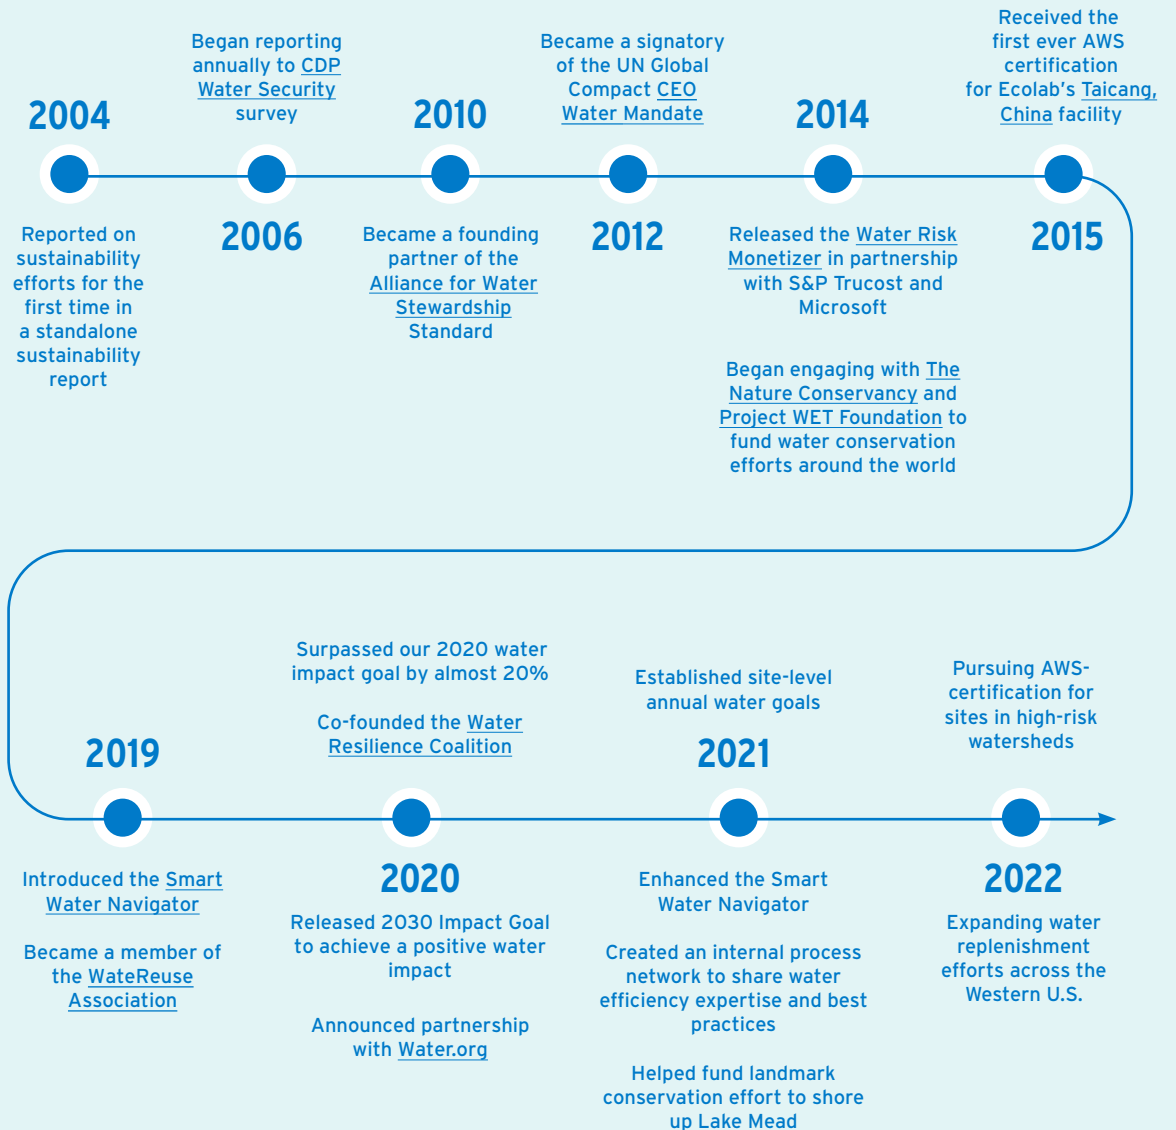 2004
Reported on
sustainability
efforts for the
first time in
a standalone
sustainability
report
Began reporting
annually to CDP
Water Security
survey
2006
2010
Became a founding
partner of the
Alliance for Water
Stewardship
Standard
Became a signatory
of the UN Global
Compact CEO
Water Mandate
2012
2014
Released the Water Risk
Monetizer in partnership
with S&P Trucost and
Microsoft
Began engaging with The
Nature Conservancy and
Project WET Foundation to
fund water conservation
efforts around the world
Received the
first ever AWS
certification
for Ecolab's Taicang,
China facility
2015
2019
Introduced the Smart
Water Navigator
Became a member of
the WateReuse
Association
Surpassed our 2020 water
impact goal by almost 20%
Co-founded the Water
Resilience Coalition
2020
Released 2030 Impact Goal
to achieve a positive water
impact
Announced partnership
with Water.org
Established site-level
annual water goals
2021
Enhanced the Smart
Water Navigator
Created an internal process
network to share water
efficiency expertise and best
practices
Helped fund landmark
conservation effort to shore
up Lake Mead
Pursuing AWS-
certification for
sites in high-risk
watersheds
2022
Expanding water
replenishment
efforts across the
Western U.S.